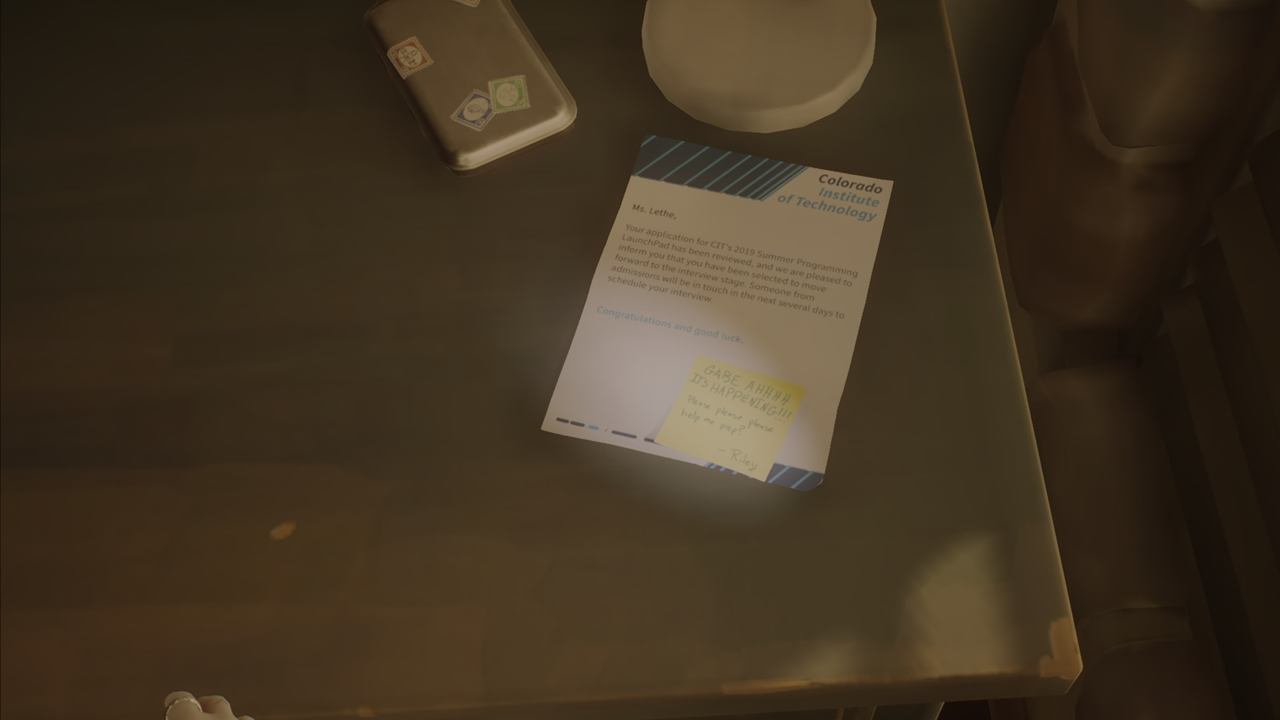 Colorado
Institute
of Technology
Ms. Lethe,
Your application for CIT's 2019 Summer Programming
LaunchPad has been reviewed, and we are pleased to
inform you that you have been selected to move
forward to the interview stage. Someone from
admissions will be in touch in the next several days to
schedule your interview.
Congratulations and good luck.
GABE AHHHH
IT'S HAPPENING!!!
Please please please
help me prep?
- Riley